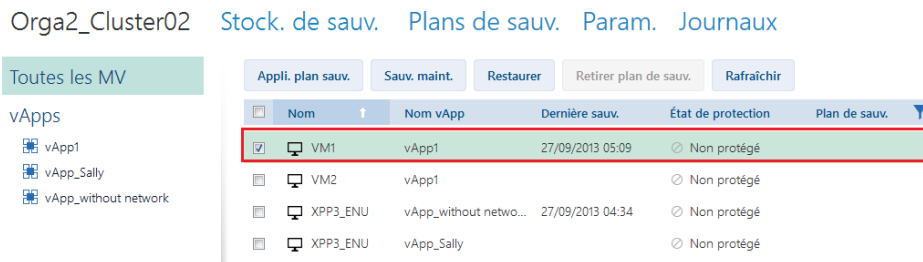 Orga2_Cluster02 Stock. de sauv. Plans de sauv. Param. Journaux
Toutes les MV
vApps
vApp1
vApp_Sally
vApp_without network
Appli. plan sauv. Sauv. maint. Restaurer Retirer plan de sauv. Rafraîchir
Nom Nom vApp Dernière sauv. État de protection Plan de sauv.
VM1 vApp1 27/09/2013 05:09 Non protégé
VM2 vApp1 Non protégé
XPP3_ENU vApp_without netwo... 27/09/2013 04:34 Non protégé
XPP3_ENU vApp_Sally Non protégé